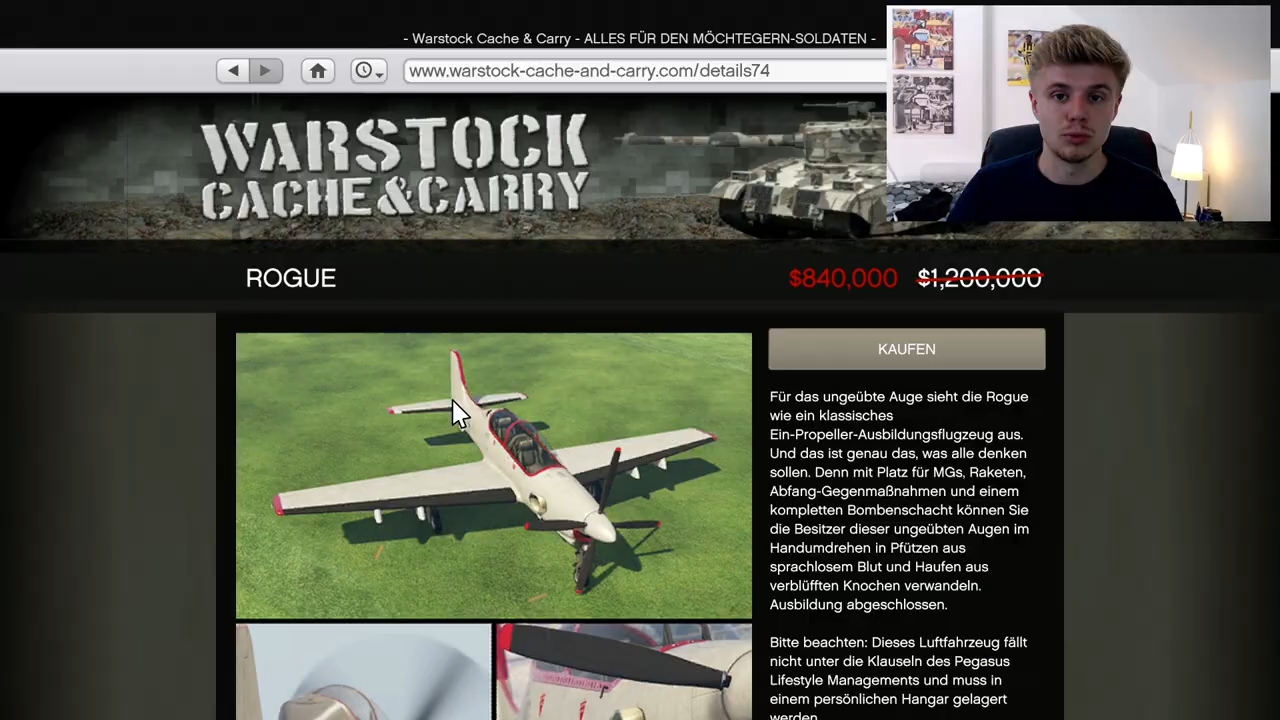 - Warstock Cache & Carry - ALLES FÜR DEN MÖCHTEGERN-SOLDATEN -
www.warstock-cache-and-carry.com/details74
WARSTOCK
CACHE&CARRY
ROGUE
$840,000 $1,200,000
KAUFEN
Für das ungeübte Auge sieht die Rogue
wie ein klassisches
Ein-Propeller-Ausbildungsflugzeug aus.
Und das ist genau das, was alle denken
sollen. Denn mit Platz für MGs, Raketen,
Abfang-Gegenmaßnahmen und einem
kompletten Bombenschacht können Sie
die Besitzer dieser ungeübten Augen im
Handumdrehen in Pfützen aus
sprachlosem Blut und Haufen aus
verblüfften Knochen verwandeln.
Ausbildung abgeschlossen.
Bitte beachten: Dieses Luftfahrzeug fällt
nicht unter die Klauseln des Pegasus
Lifestyle Managements und muss in
einem persönlichen Hangar gelagert
werden